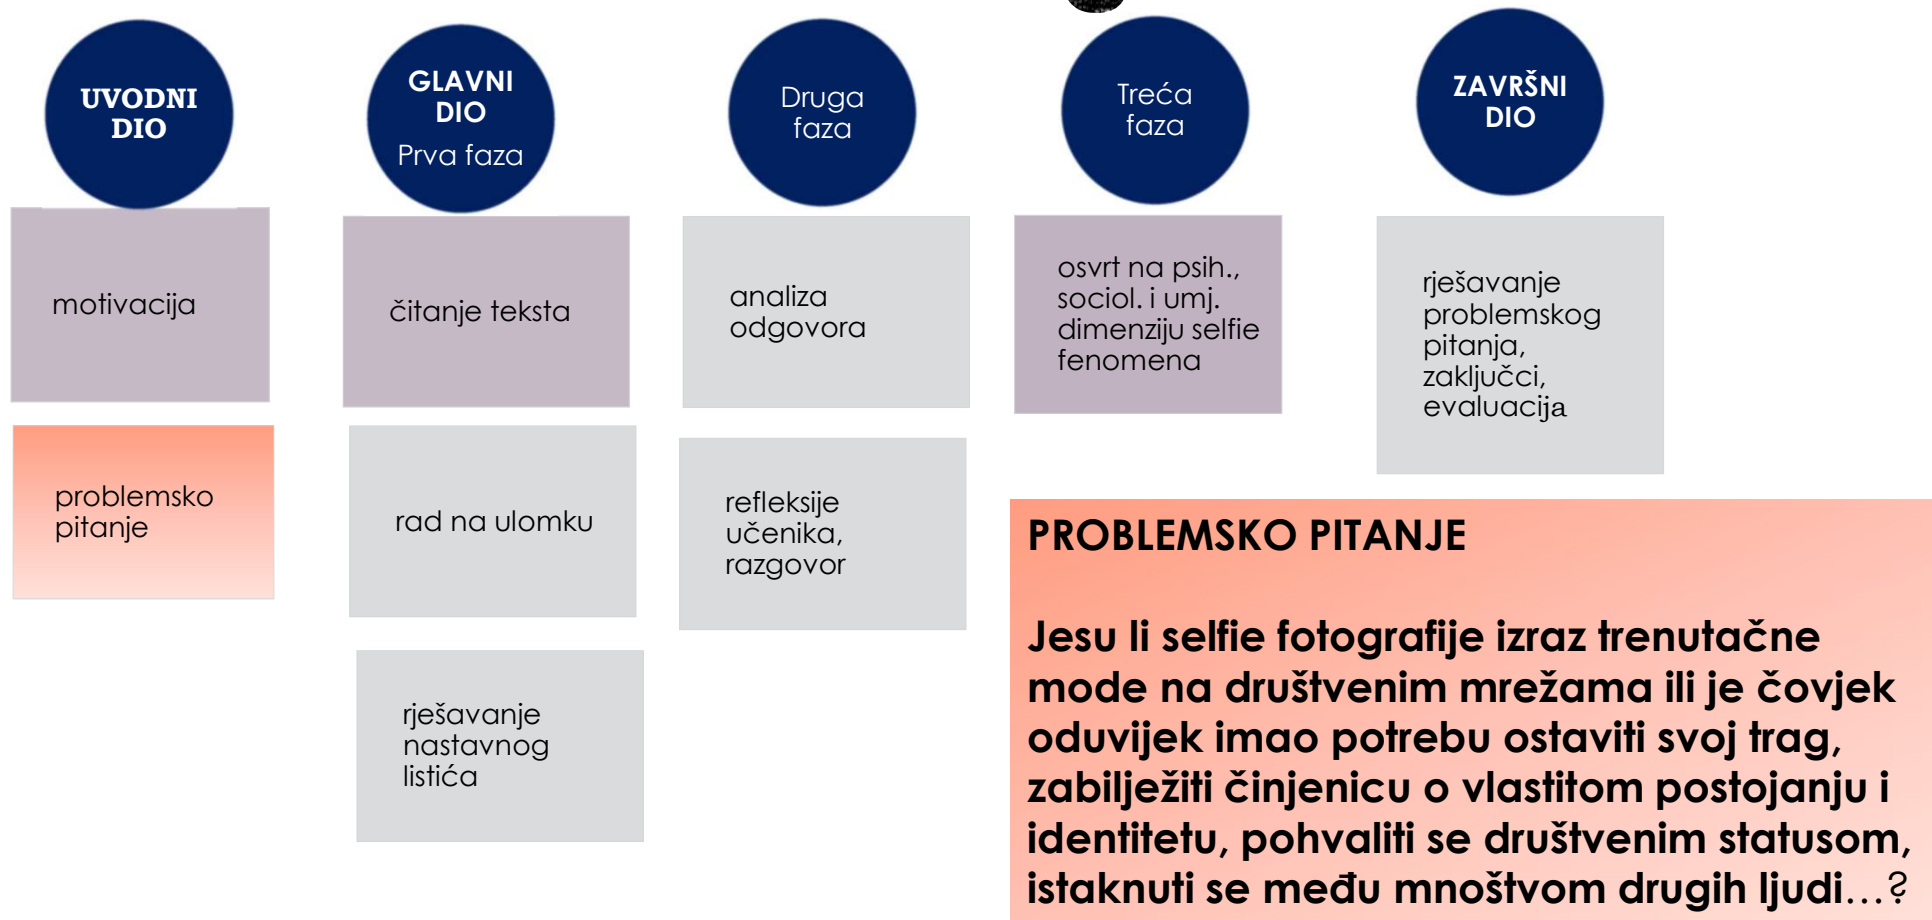 UVODNI
DIO
motivacija
problemsko
pitanje
GLAVNI
DIO
Prva faza
čitanje teksta
rad na ulomku
rješavanje
nastavnog
listića
Druga
faza
analiza
odgovora
refleksije
učenika,
razgovor
Treća
faza
osvrt na psih.,
sociol. i umj.
dimenziju selfie
fenomena
ZAVRŠNI
DIO
rješavanje
problemskog
pitanja,
zaključci,
evaluacija
PROBLEMSKO PITANJE
Jesu li selfie fotografije izraz trenutačne
mode na društvenim mrežama ili je čovjek
oduvijek imao potrebu ostaviti svoj trag,
zabilježiti činjenicu o vlastitom postojanju i
identitetu, pohvaliti se društvenim statusom,
istaknuti se među mnoštvom drugih ljudi...?